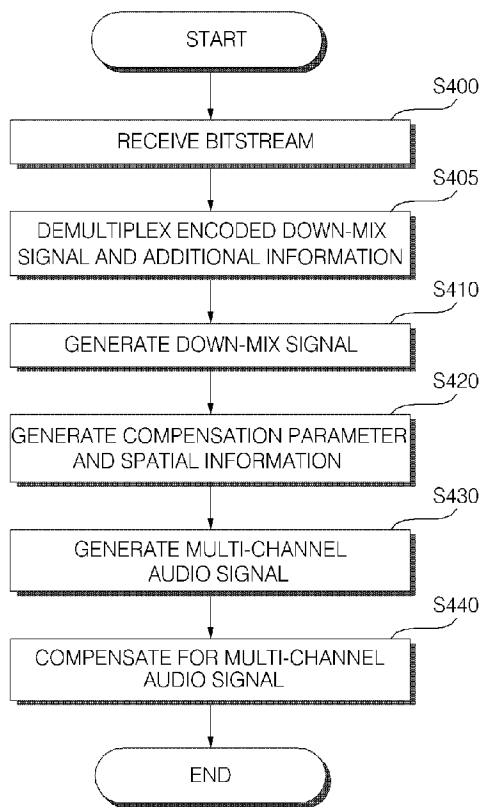 START
S400
RECEIVE BITSTREAM
S405
DEMULTIPLEX ENCODED DOWN-MIX
SIGNAL AND ADDITIONAL INFORMATION
S410
GENERATE DOWN-MIX SIGNAL
S420
GENERATE COMPENSATION PARAMETER
AND SPATIAL INFORMATION
S430
GENERATE MULTI-CHANNEL
AUDIO SIGNAL
S440
COMPENSATE FOR MULTI-CHANNEL
AUDIO SIGNAL
END